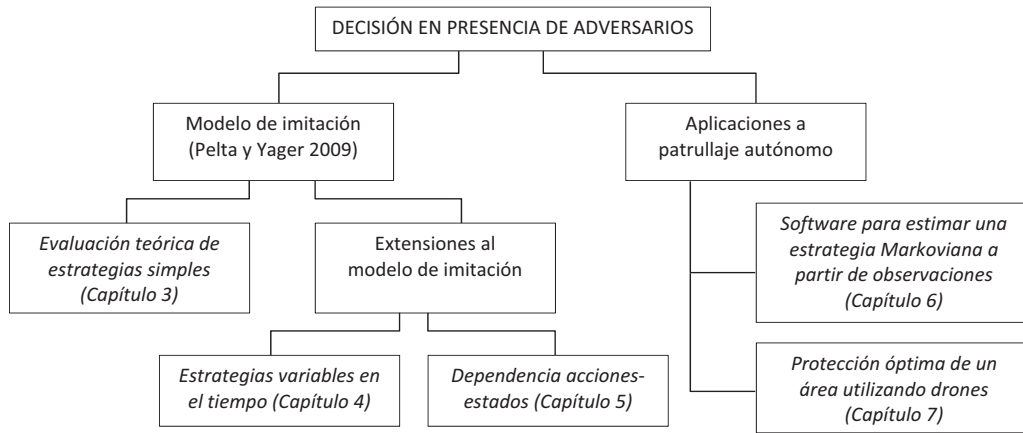 DECISIÓN EN PRESENCIA DE ADVERSARIOS
Modelo de imitación
(Pelta y Yager 2009)
Aplicaciones a
patrullaje autónomo
Evaluación teórica de
estrategias simples
(Capítulo 3)
Extensiones al
modelo de imitación
Software para estimar una
estrategia Markoviana a
partir de observaciones
(Capítulo 6)
Estrategias variables en
el tiempo (Capítulo 4)
Dependencia acciones-
estados (Capítulo 5)
Protección óptima de un
área utilizando drones
(Capítulo 7)